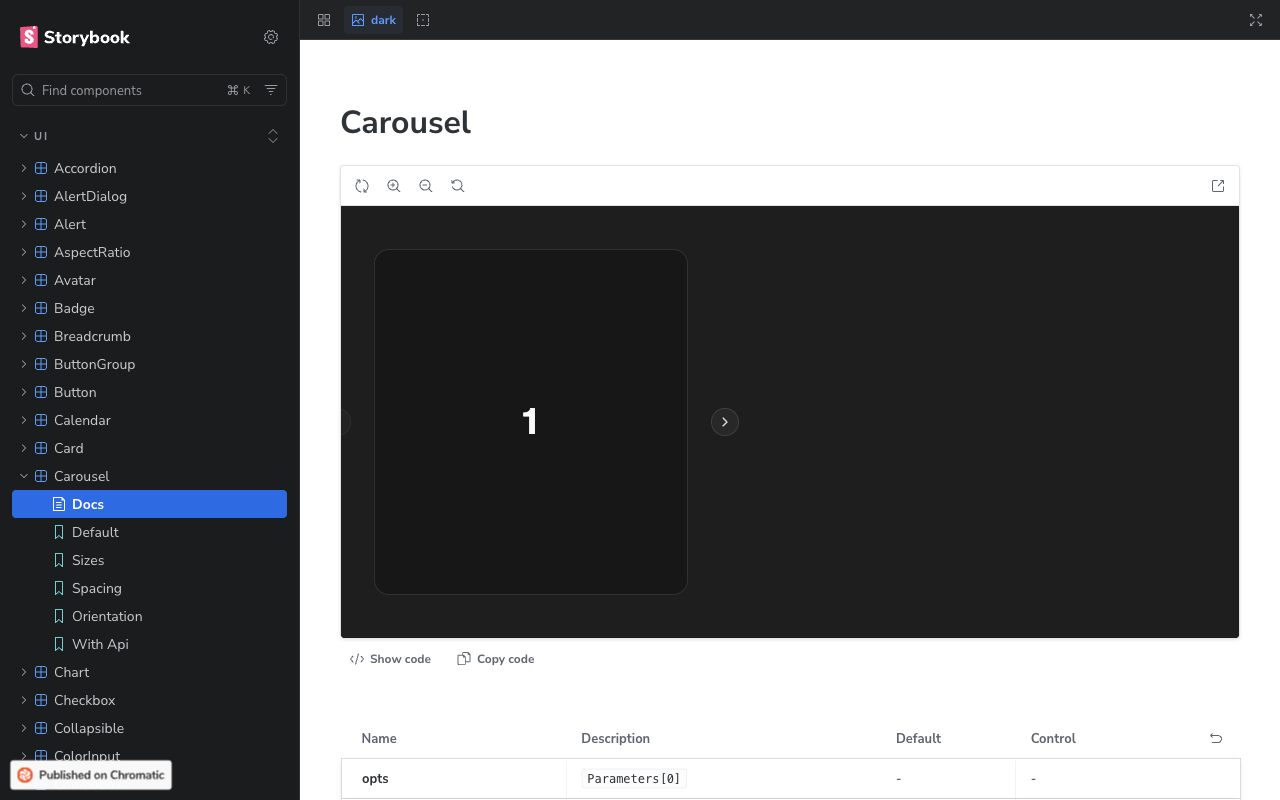 Storybook
Find components
⌘ K
UI
Accordion
AlertDialog
Alert
AspectRatio
Avatar
Badge
Breadcrumb
ButtonGroup
Button
Calendar
Card
Carousel
Docs
Default
Sizes
Spacing
Orientation
With Api
Chart
Checkbox
Collapsible
ColorInput
Published on Chromatic
dark
Carousel
1
Show code
Copy code
Name Description Default Control
opts Parameters[0] - -